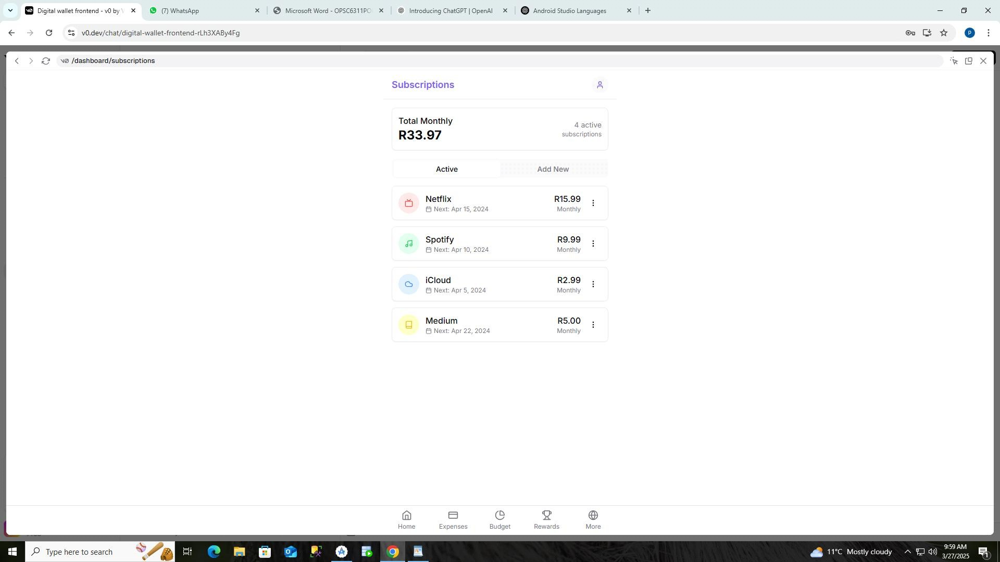 Digital wallet frontend - v0 by
(7) WhatsApp
Microsoft Word - OPSC6311PO
Introducing ChatGPT | OpenAI
Android Studio Languages
v0.dev/chat/digital-wallet-frontend-rLh3XABy4Fg
P
/dashboard/subscriptions
Subscriptions
Total Monthly
R33.97
4 active
subscriptions
Active
Add New
Netflix
R15.99
Next: Apr 15, 2024
Monthly
Spotify
R9.99
Next: Apr 10, 2024
Monthly
iCloud
R2.99
Next: Apr 5, 2024
Monthly
Medium
R5.00
Next: Apr 22, 2024
Monthly
Home
Expenses
Budget
Rewards
More
Type here to search
11°C Mostly cloudy
9:59 AM
3/27/2025
1